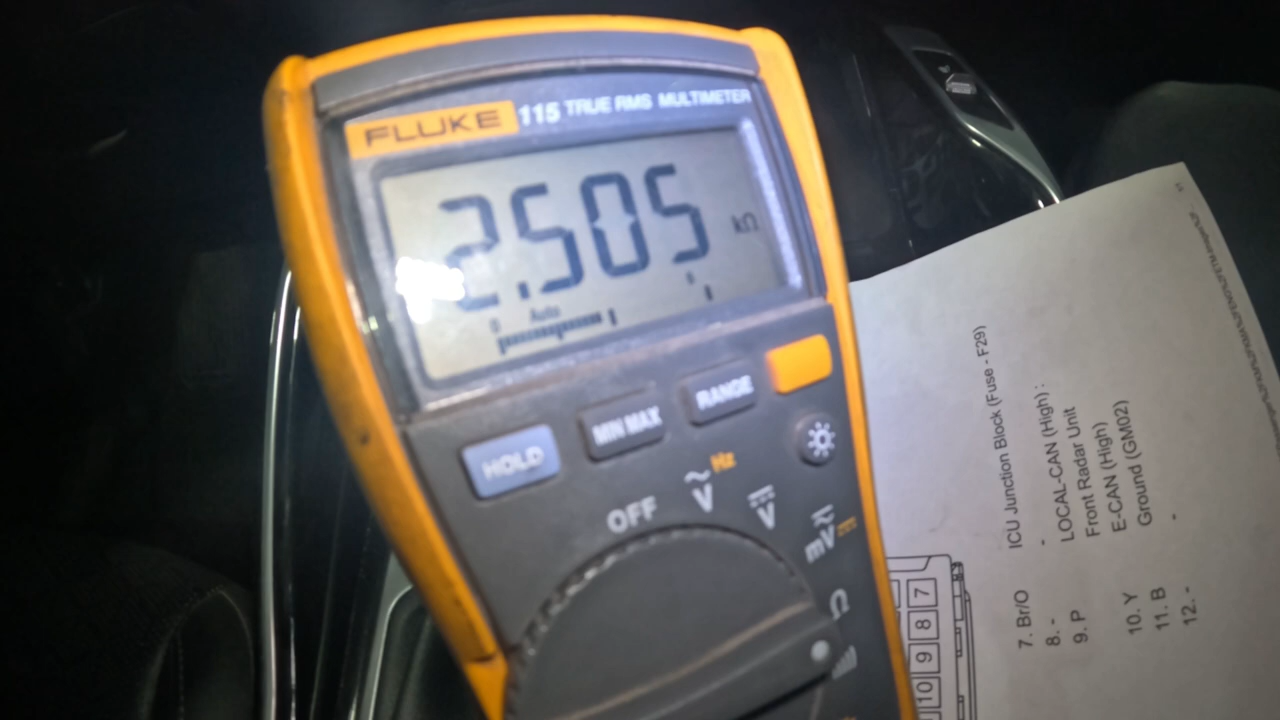 FLUKE 115 TRUE RMS MULTIMETER
2.505 kΩ
0 Auto
HOLD MIN MAX RANGE
OFF Ṽ Hz V mV Ω
7. Br/O ICU Junction Block (Fuse - F29)
8. - -
9. P LOCAL-CAN (High) :
Front Radar Unit
10. Y E-CAN (High)
11. B Ground (GM02)
12. - -
7
8
9
10